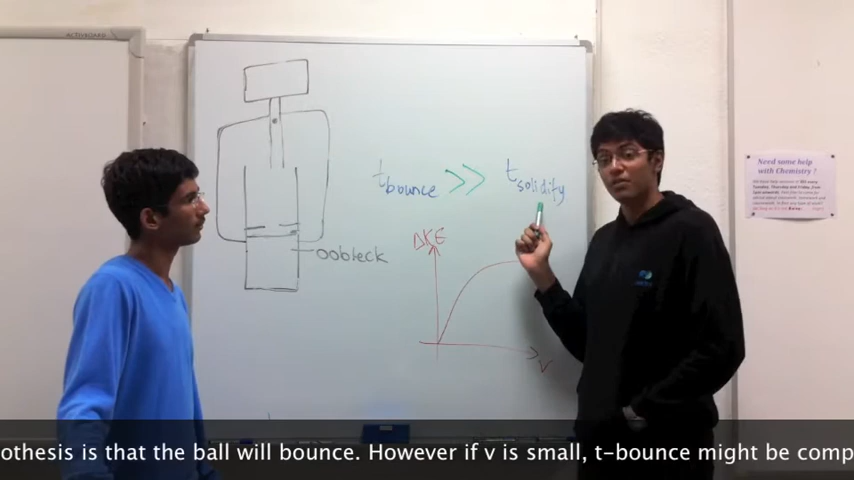 ACTIVBOARD
t bounce >> t solidify
ΔKE
oobleck
v
Need some help
with Chemistry ?
othesis is that the ball will bounce. However if v is small, t-bounce might be comp